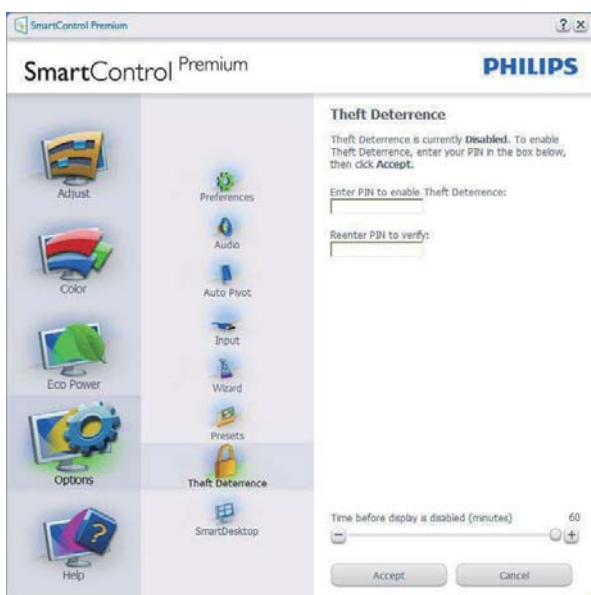 SmartControl Premium
? x
SmartControl Premium
PHILIPS
Adjust
Color
Eco Power
Options
Help
Preferences
Audio
Auto Pivot
Input
Wizard
Presets
Theft Deterrence
SmartDesktop
Theft Deterrence
Theft Deterrence is currently Disabled. To enable
Theft Deterrence, enter your PIN in the box below,
then click Accept.
Enter PIN to enable Theft Deterrence:
Reenter PIN to verify:
Time before display is disabled (minutes) 60
− +
Accept Cancel